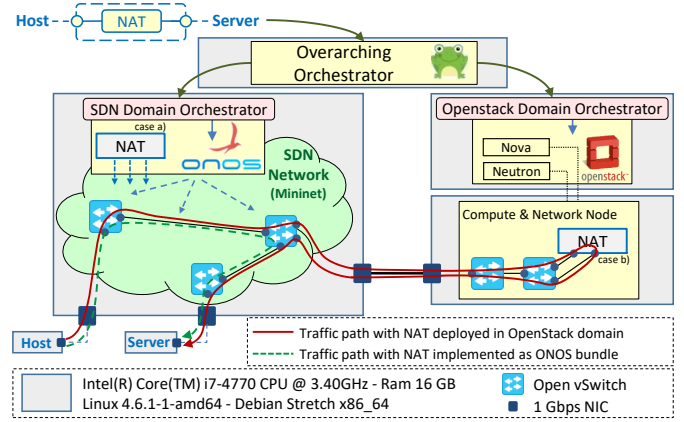 Host
NAT
Server
Overarching
Orchestrator
SDN Domain Orchestrator
case a)
NAT
onos
SDN
Network
(Mininet)
Openstack Domain Orchestrator
Nova
Neutron
openstack™
Compute & Network Node
NAT
case b)
Host
Server
Traffic path with NAT deployed in OpenStack domain
Traffic path with NAT implemented as ONOS bundle
Intel(R) Core(TM) i7-4770 CPU @ 3.40GHz - Ram 16 GB
Linux 4.6.1-1-amd64 - Debian Stretch x86_64
Open vSwitch
1 Gbps NIC